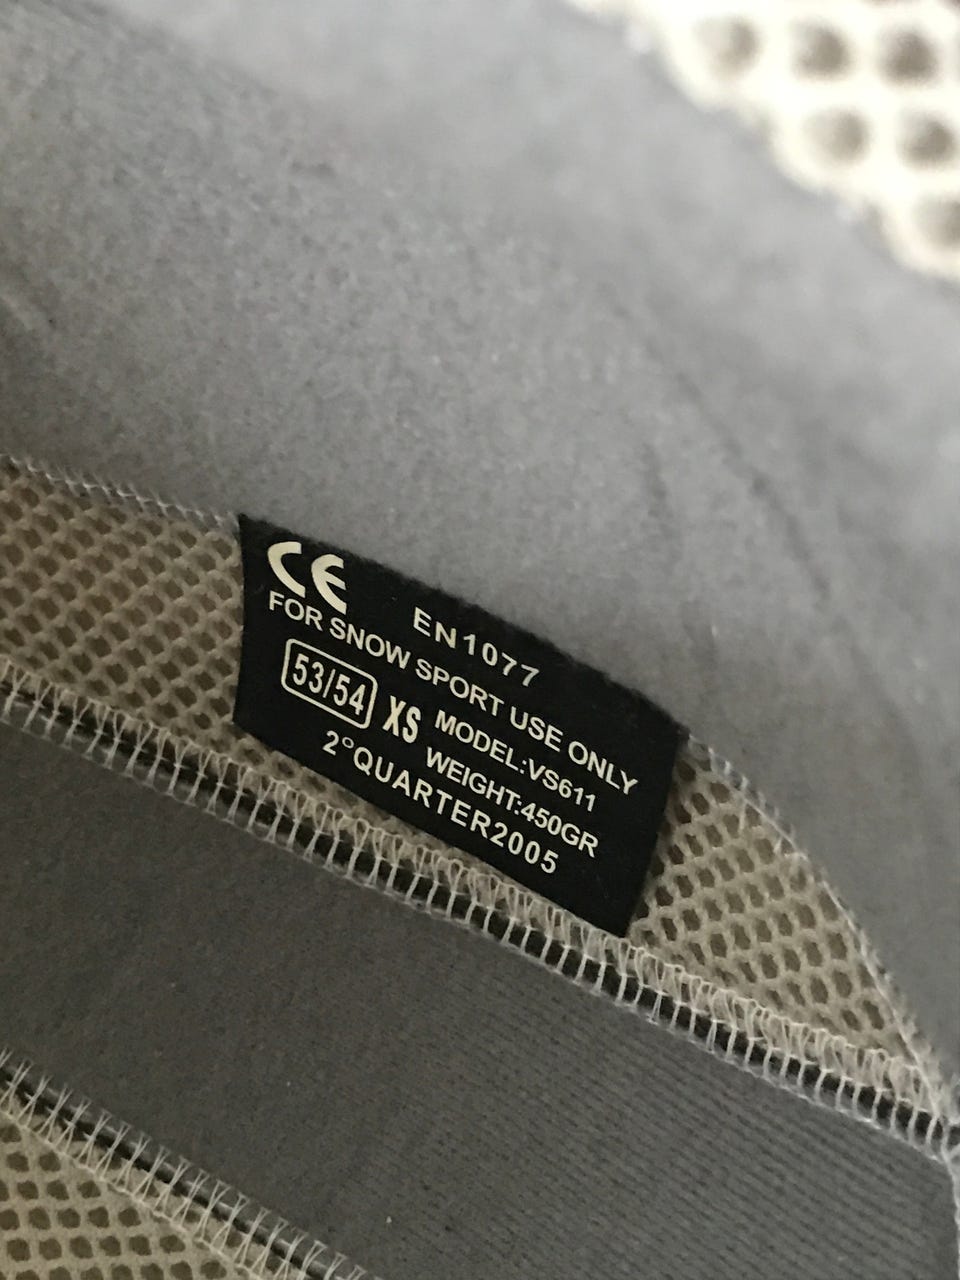 CE EN1077
FOR SNOW SPORT USE ONLY
53/54 XS MODEL:VS611
WEIGHT:450GR
2°QUARTER2005